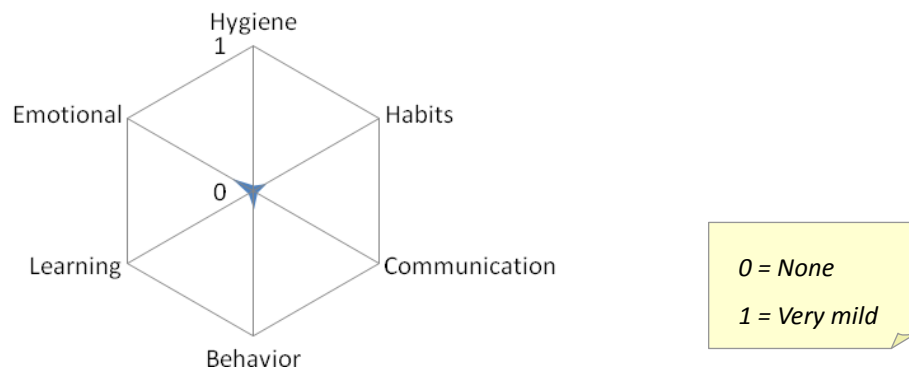 Hygiene
1
Emotional
Habits
0
Learning
Communication
Behavior
0 = None
1 = Very mild